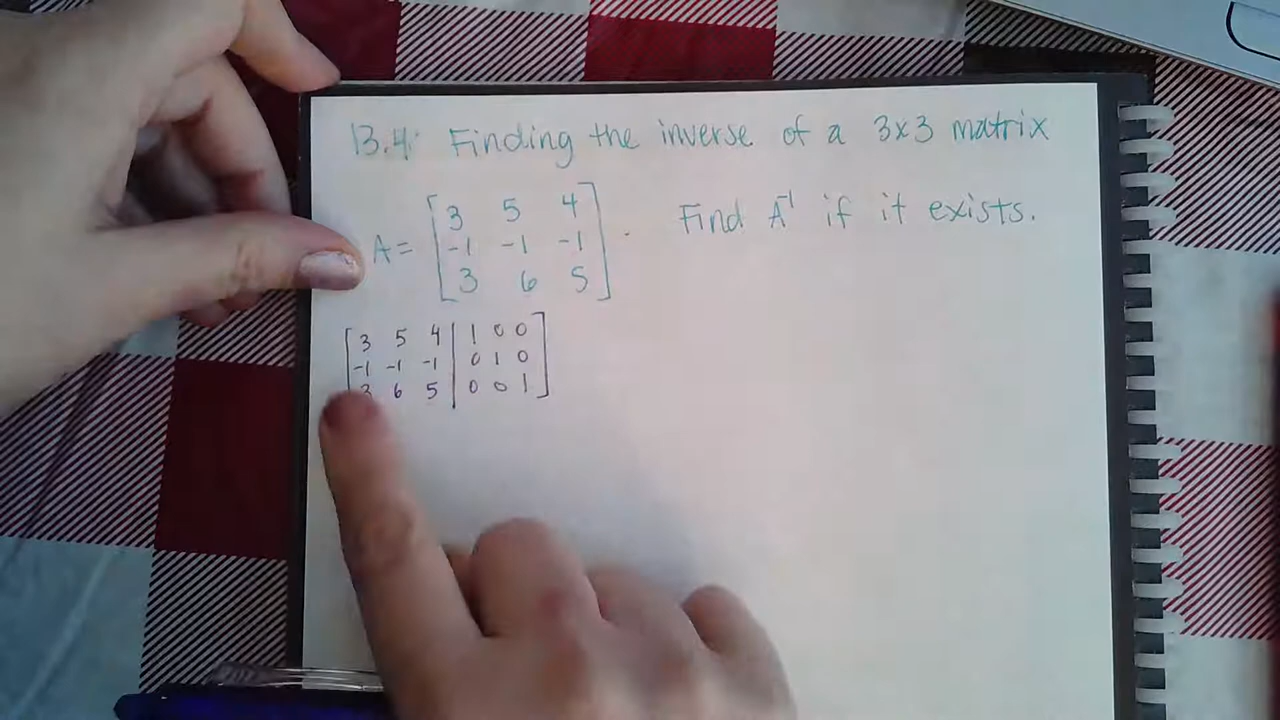 13.4: Finding the inverse of a 3x3 matrix
A = [3 5 4
-1 -1 -1
3 6 5] . Find A⁻¹ if it exists.
[3 5 4 | 1 0 0
-1 -1 -1 | 0 1 0
3 6 5 | 0 0 1]